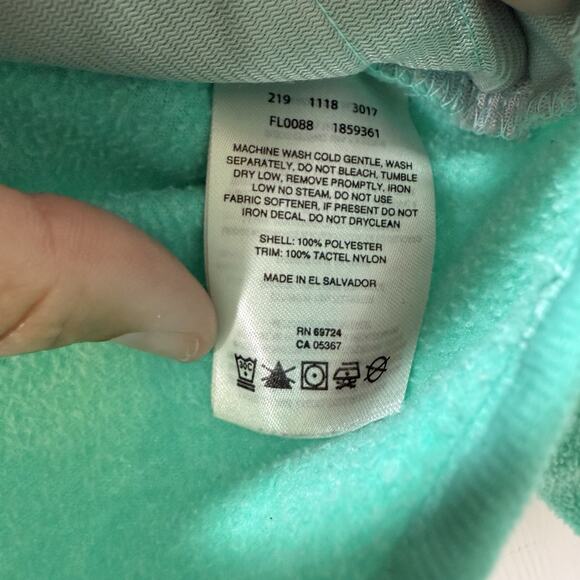 219 1118 3017
FL0088 1859361
MACHINE WASH COLD GENTLE, WASH
SEPARATELY, DO NOT BLEACH, TUMBLE
DRY LOW, REMOVE PROMPTLY, IRON
LOW NO STEAM, DO NOT USE
FABRIC SOFTENER, IF PRESENT DO NOT
IRON DECAL, DO NOT DRYCLEAN
SHELL: 100% POLYESTER
TRIM: 100% TACTEL NYLON
MADE IN EL SALVADOR
RN 69724
CA 05367
30C